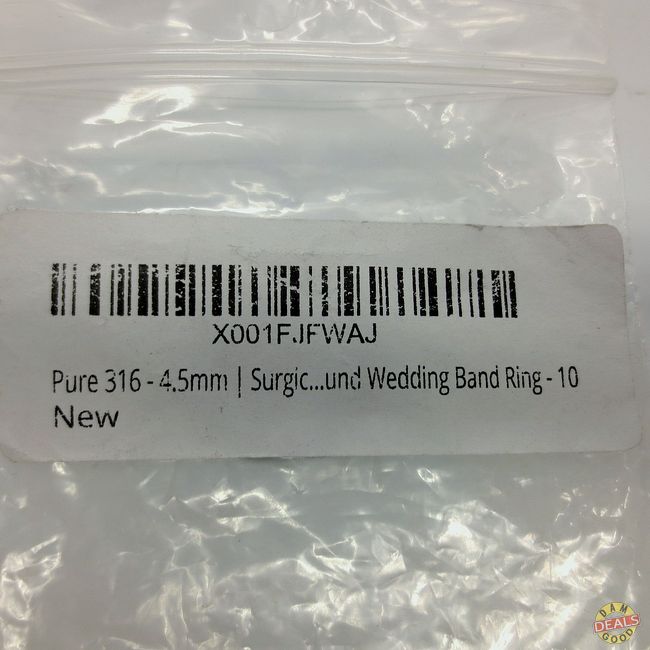 X001FJFWAJ
Pure 316 - 4.5mm | Surgic...und Wedding Band Ring - 10
New
DAM
DEALS
GOOD